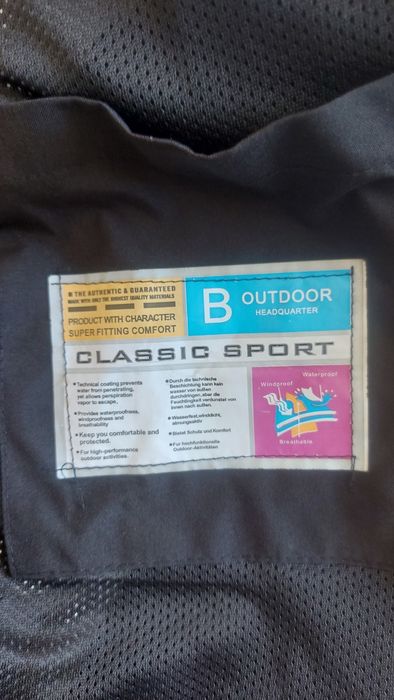 THE AUTHENTIC & GUARANTEED
MADE WITH ONLY THE HIGHEST QUALITY MATERIALS
PRODUCT WITH CHARACTER
SUPER FITTING COMFORT
B OUTDOOR
HEADQUARTER
CLASSIC SPORT
Technical coating prevents
water from penetrating,
yet allows perspiration
vapor to escape.
Provides waterproofness,
windproofness and
breathability
Keep you comfortable and
protected.
For high-performance
outdoor activities.
Durch die technische
Beschichtung kann kein
wasser von außen
durchdringen, aber die
Feuchtigkeit verdunstet von
innen nach außen.
Wasserfest, winddicht,
atmungsaktiv
Bietet Schutz und Komfort
Fur hochfunktionelle
Outdoor-Aktivitäten
Waterproof
Windproof
Breathable